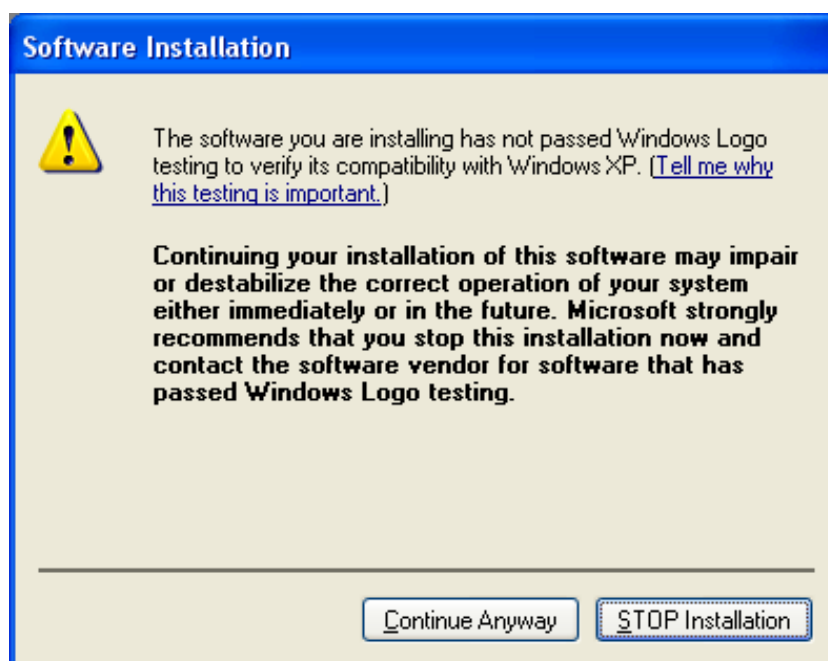 Software Installation
The software you are installing has not passed Windows Logo
testing to verify its compatibility with Windows XP. (Tell me why
this testing is important.)
Continuing your installation of this software may impair
or destabilize the correct operation of your system
either immediately or in the future. Microsoft strongly
recommends that you stop this installation now and
contact the software vendor for software that has
passed Windows Logo testing.
Continue Anyway
STOP Installation